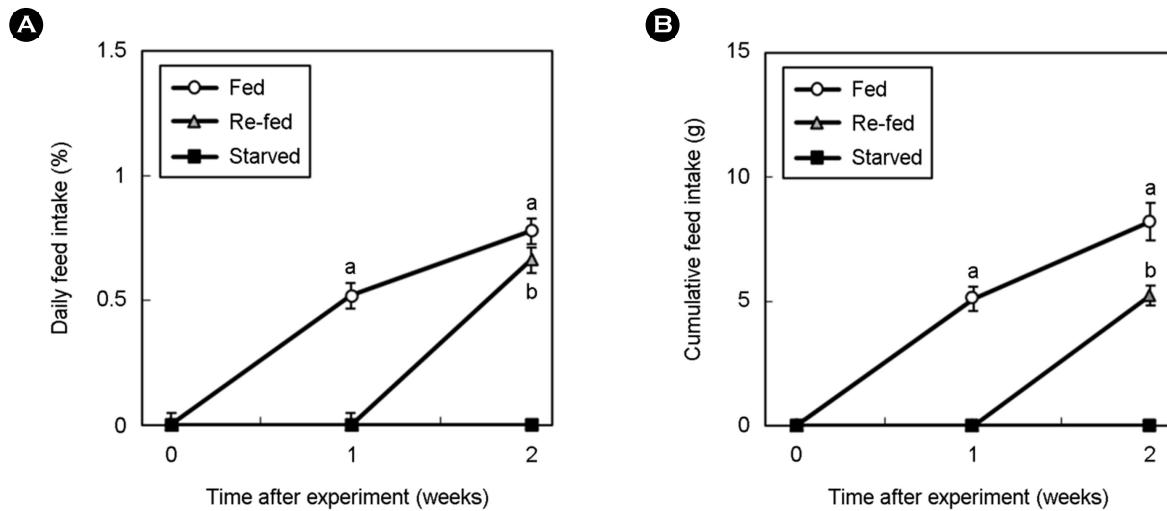 A
Daily feed intake (%)
1.5
1
0.5
0
Fed
Re-fed
Starved
a
a
b
0
1
2
Time after experiment (weeks)
B
Cumulative feed intake (g)
15
10
5
0
Fed
Re-fed
Starved
a
a
b
0
1
2
Time after experiment (weeks)